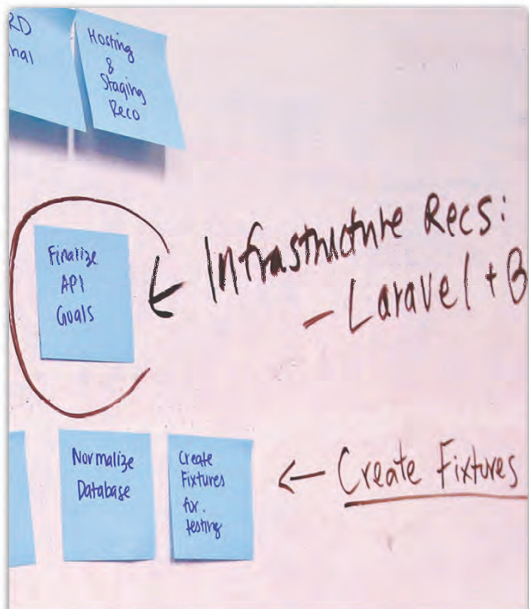 Hosting
&
Staging
Reco
Finalize
API
Goals
← Infrastructure Recs:
- Laravel +
Normalize
Database
Create
Fixtures
for
testing
← Create Fixtures